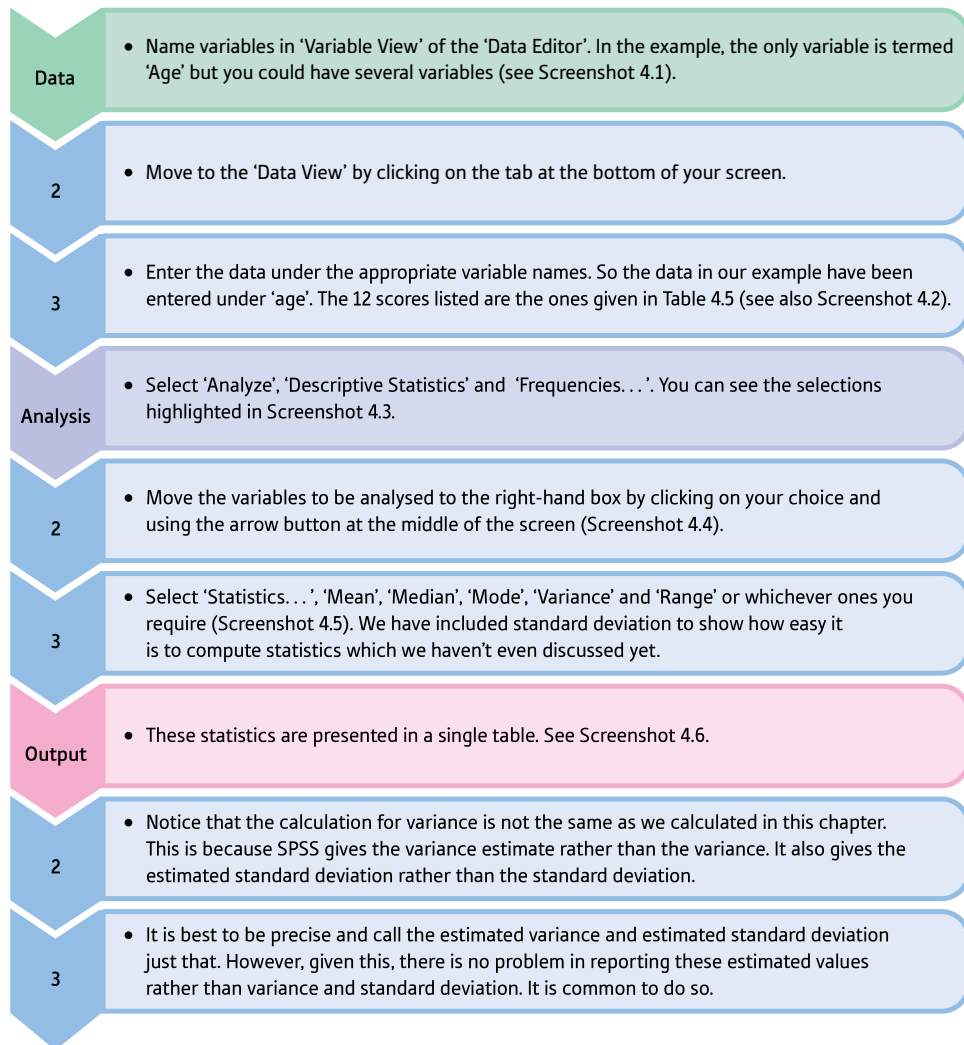 Data
• Name variables in ‘Variable View’ of the ‘Data Editor’. In the example, the only variable is termed
‘Age’ but you could have several variables (see Screenshot 4.1).
2
• Move to the ‘Data View’ by clicking on the tab at the bottom of your screen.
3
• Enter the data under the appropriate variable names. So the data in our example have been
entered under ‘age’. The 12 scores listed are the ones given in Table 4.5 (see also Screenshot 4.2).
Analysis
• Select ‘Analyze’, ‘Descriptive Statistics’ and ‘Frequencies. . . ’. You can see the selections
highlighted in Screenshot 4.3.
2
• Move the variables to be analysed to the right-hand box by clicking on your choice and
using the arrow button at the middle of the screen (Screenshot 4.4).
3
• Select ‘Statistics. . . ’, ‘Mean’, ‘Median’, ‘Mode’, ‘Variance’ and ‘Range’ or whichever ones you
require (Screenshot 4.5). We have included standard deviation to show how easy it
is to compute statistics which we haven’t even discussed yet.
Output
• These statistics are presented in a single table. See Screenshot 4.6.
2
• Notice that the calculation for variance is not the same as we calculated in this chapter.
This is because SPSS gives the variance estimate rather than the variance. It also gives the
estimated standard deviation rather than the standard deviation.
3
• It is best to be precise and call the estimated variance and estimated standard deviation
just that. However, given this, there is no problem in reporting these estimated values
rather than variance and standard deviation. It is common to do so.